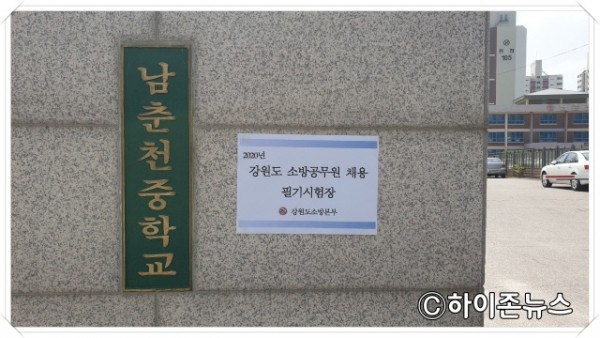 남춘천중학교
2020년
강원도 소방공무원 채용
필기시험장
강원도소방본부
103
ⓒ하이존뉴스